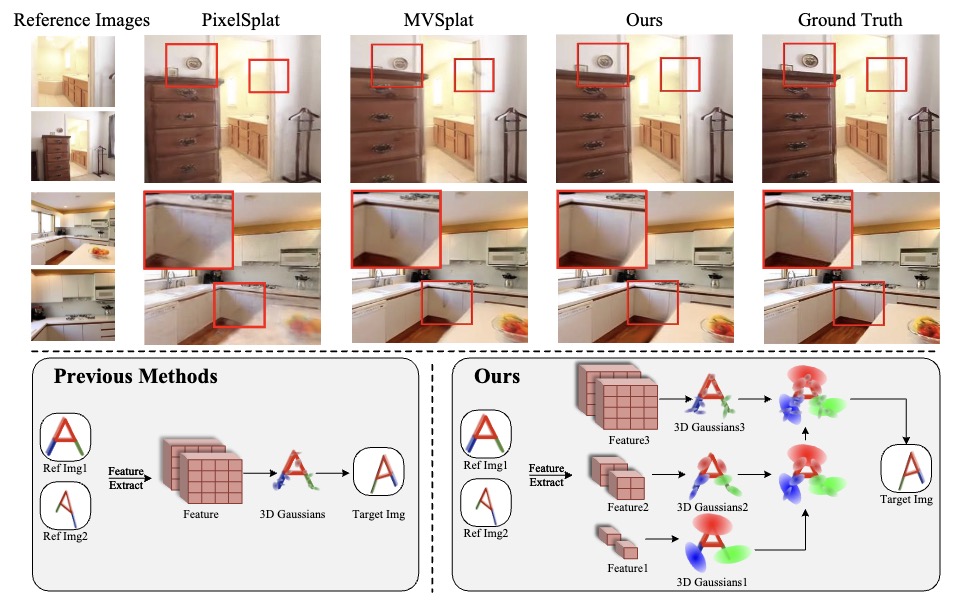 Reference Images PixelSplat MVSplat Ours Ground Truth
Previous Methods
Ref Img1
Ref Img2
Feature
Extract
Feature
3D Gaussians
Target Img
Ours
Ref Img1
Ref Img2
Feature
Extract
Feature3
3D Gaussians3
Feature2
3D Gaussians2
Feature1
3D Gaussians1
Target Img